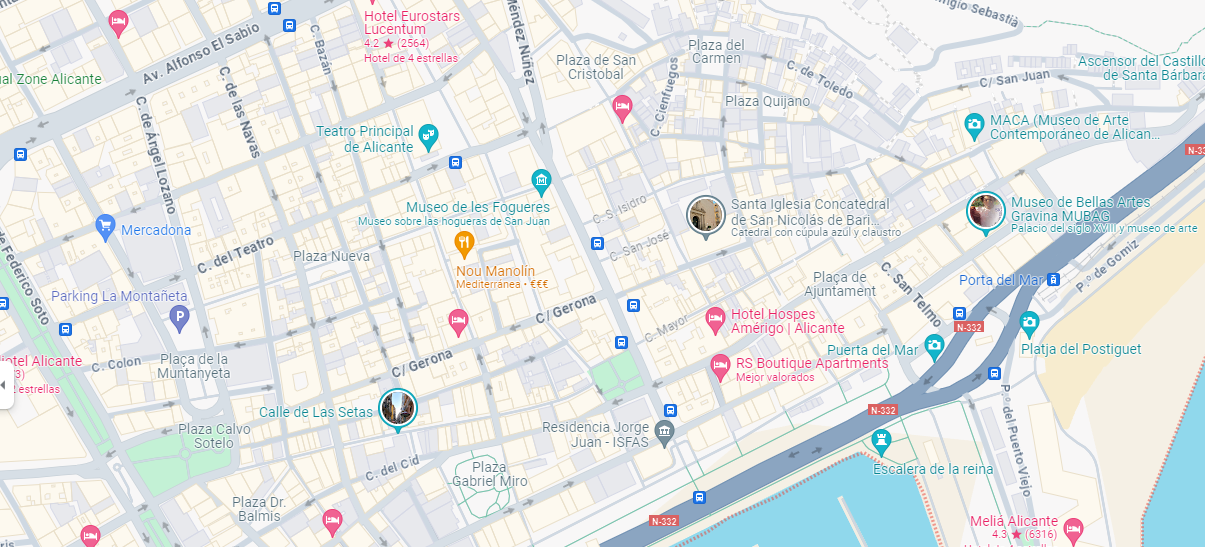 Hotel Eurostars
Lucentum
4.2 ★ (2564)
Hotel de 4 estrellas
C. Bazán
Méndez Núñez
Av. Alfonso El Sabio
Plaza de San
Cristobal
Plaza del
Carmen
C. de Toledo
Plaza Quijano
C. Cienfuegos
C/ San Juan
Ascensor del Castillo
de Santa Bárbara
Zone Alicante
C. de las Navas
C. de Ángel Lozano
Teatro Principal
de Alicante
MACA (Museo de Arte
Contemporáneo de Alican...
N-33
Museo de les Fogueres
Museo sobre las hogueras de San Juan
C. S. Isidro
C. San José
Santa Iglesia Concatedral
de San Nicolás de Bari...
Catedral con cúpula azul y claustro
Museo de Bellas Artes
Gravina MUBAG
Palacio del siglo XVIII y museo de arte
Mercadona
C. del Teatro
Plaza Nueva
Nou Manolín
Mediterránea • €€€
Plaça de
Ajuntament
C. San Telmo
Porta del Mar
P.º de Gomiz
Federico Soto
Parking La Montañeta
P
C/ Gerona
C. Mayor
Hotel Hospes
Amérigo | Alicante
N-332
Puerta del Mar
Platja del Postiguet
Hotel Alicante
3)
2 estrellas
C. Colon
Plaça de la
Muntanyeta
C/ Gerona
RS Boutique Apartments
Mejor valorados
Calle de Las Setas
Plaza Calvo
Sotelo
Residencia Jorge
Juan - ISFAS
N-332
P.º del Puerto Viejo
C. del Cid
Plaza
Gabriel Miro
Escalera de la reina
Plaza Dr.
Balmis
N-332
Meliá Alicante
4.3 ★ (6316)